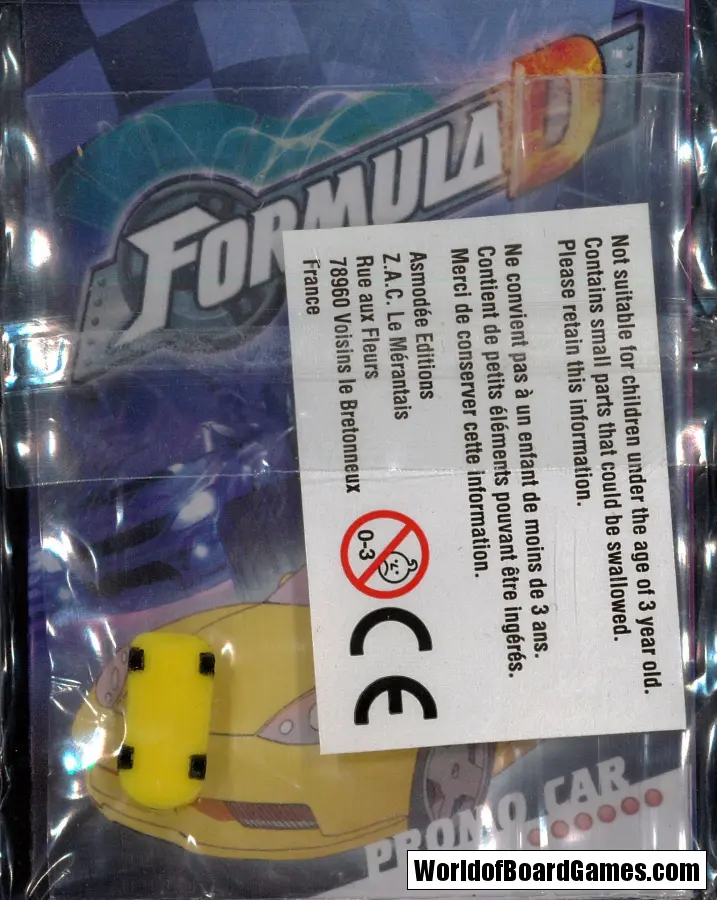 FORMULA D
TM
Not suitable for children under the age of 3 year old.
Contains small parts that could be swallowed.
Please retain this information.
Ne convient pas à un enfant de moins de 3 ans.
Contient de petits éléments pouvant être ingérés.
Merci de conserver cette information.
Asmodée Editions
Z.A.C. Le Mérantais
Rue aux Fleurs
78960 Voisins le Bretonneux
France
0-3
CE
PROMO CAR
WorldofBoardGames.com